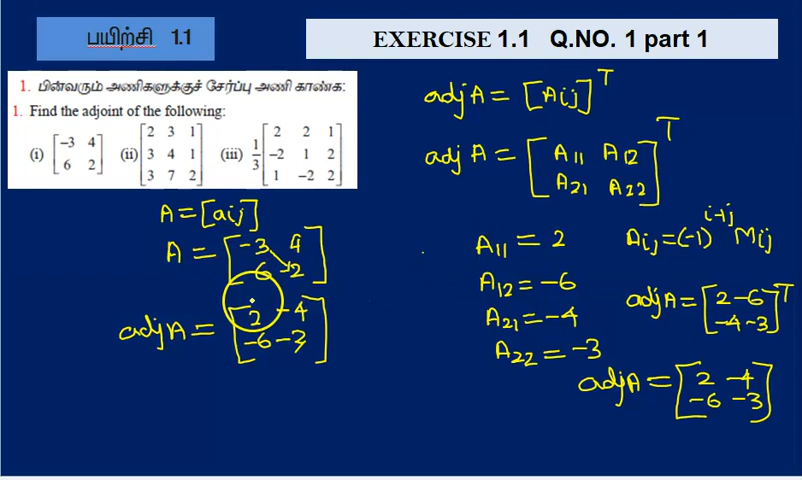 பயிற்சி 1.1
EXERCISE 1.1 Q.NO. 1 part 1
1. பின்வரும் அணிகளுக்குச் சேர்ப்பு அணி காண்க:
1. Find the adjoint of the following:
(i) [-3 4; 6 2] (ii) [2 3 1; 3 4 1; 3 7 2] (iii) 1/3 [2 2 1; -2 1 2; 1 -2 2]
A = [aij]
A = [-3 4; 6 2]
adj A = [2 -4; -6 -3]
adj A = [Aij]^T
adj A = [A11 A12; A21 A22]^T
A11 = 2
A12 = -6
A21 = -4
A22 = -3
Aij = (-1)^i+j Mij
adj A = [2 -6; -4 -3]^T
adj A = [2 -4; -6 -3]